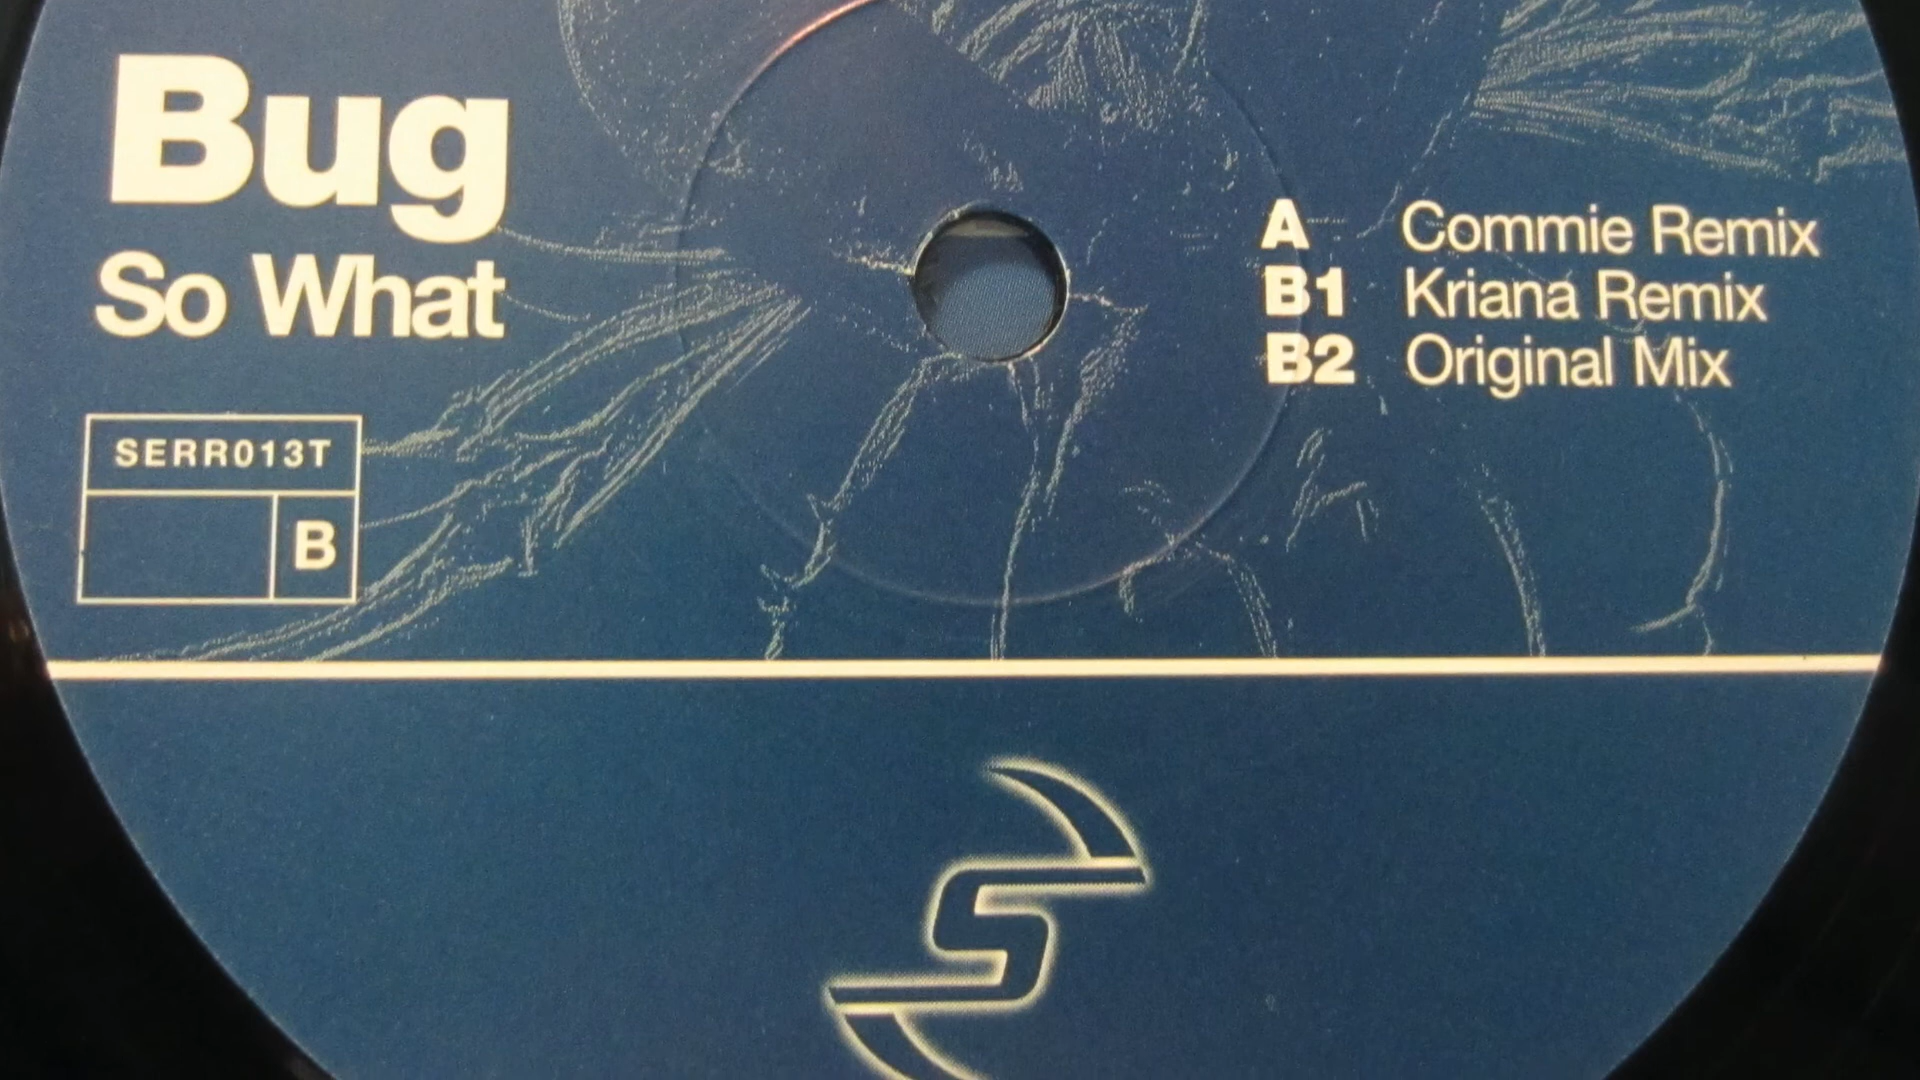 Bug
So What
A Commie Remix
B1 Kriana Remix
B2 Original Mix
SERR013T
B
S